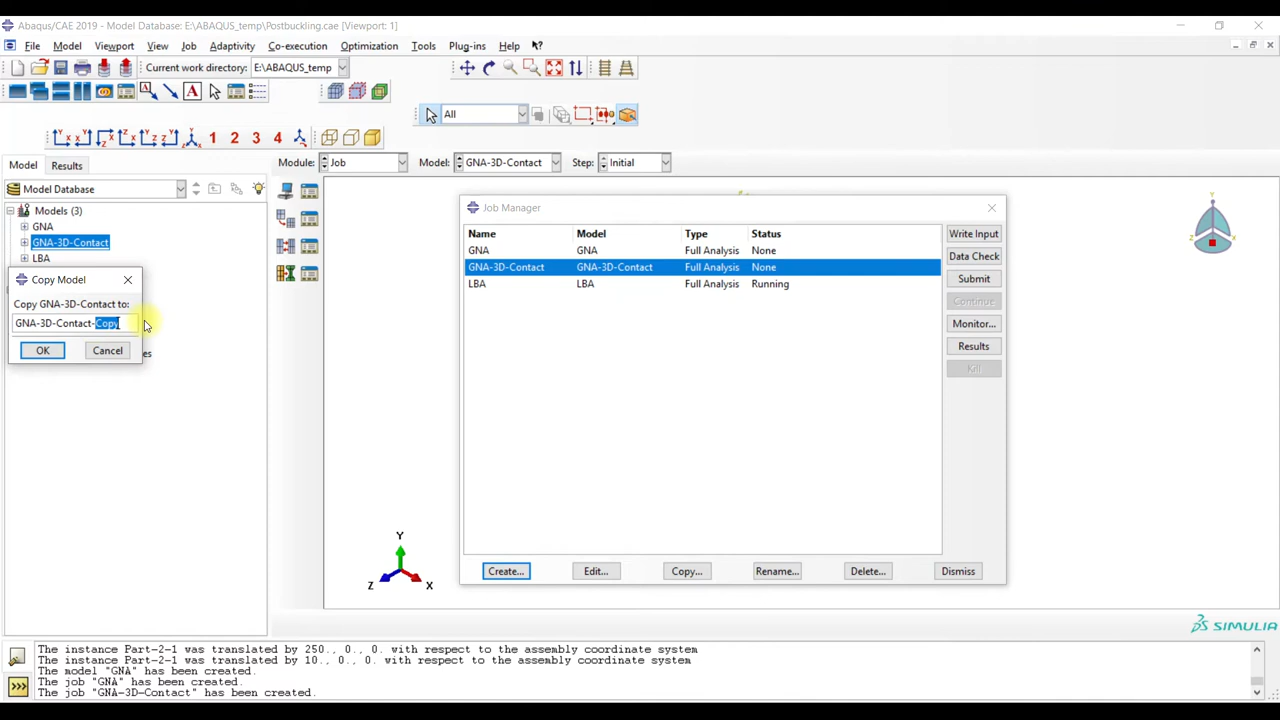 Abaqus/CAE 2019 - Model Database: E:\ABAQUS_temp\Postbuckling.cae [Viewport: 1]
File Model Viewport View Job Adaptivity Co-execution Optimization Tools Plug-ins Help
Current work directory: E:\ABAQUS_temp
A
All
1 2 3 4
Model Results Module: Job Model: GNA-3D-Contact Step: Initial
Model Database
Models (3)
GNA
GNA-3D-Contact
LBA
Copy Model
Copy GNA-3D-Contact to:
GNA-3D-Contact-Copy
OK Cancel
es
Job Manager
Name Model Type Status
GNA GNA Full Analysis None
GNA-3D-Contact GNA-3D-Contact Full Analysis None
LBA LBA Full Analysis Running
Write Input
Data Check
Submit
Continue
Monitor...
Results
Kill
Create... Edit... Copy... Rename... Delete... Dismiss
Y
Z X
Y
Z X
SIMULIA
The instance Part-2-1 was translated by 250., 0., 0. with respect to the assembly coordinate system
The instance Part-2-1 was translated by 10., 0., 0. with respect to the assembly coordinate system
The model "GNA" has been created.
The job "GNA" has been created.
The job "GNA-3D-Contact" has been created.